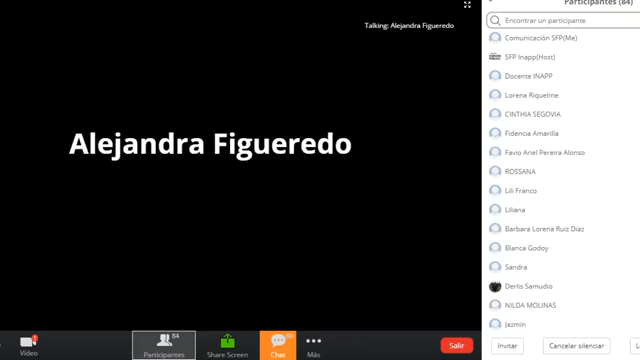 Participantes (84)
Talking: Alejandra Figueredo
Encontrar un participante
Comunicación SFP(Me)
SFP Inapp(Host)
Docente INAPP
Lorena Riquelme
CINTHIA SEGOVIA
Fidencia Amarilla
Favio Ariel Pereira Alonso
ROSSANA
Lili Franco
Liliana
Barbara Lorena Ruiz Diaz
Blanca Godoy
Sandra
Derlis Samudio
NILDA MOLINAS
Jazmin
Alejandra Figueredo
Video
84
Participantes
Share Screen
Chat
Más
Salir
Invitar
Cancelar silenciar